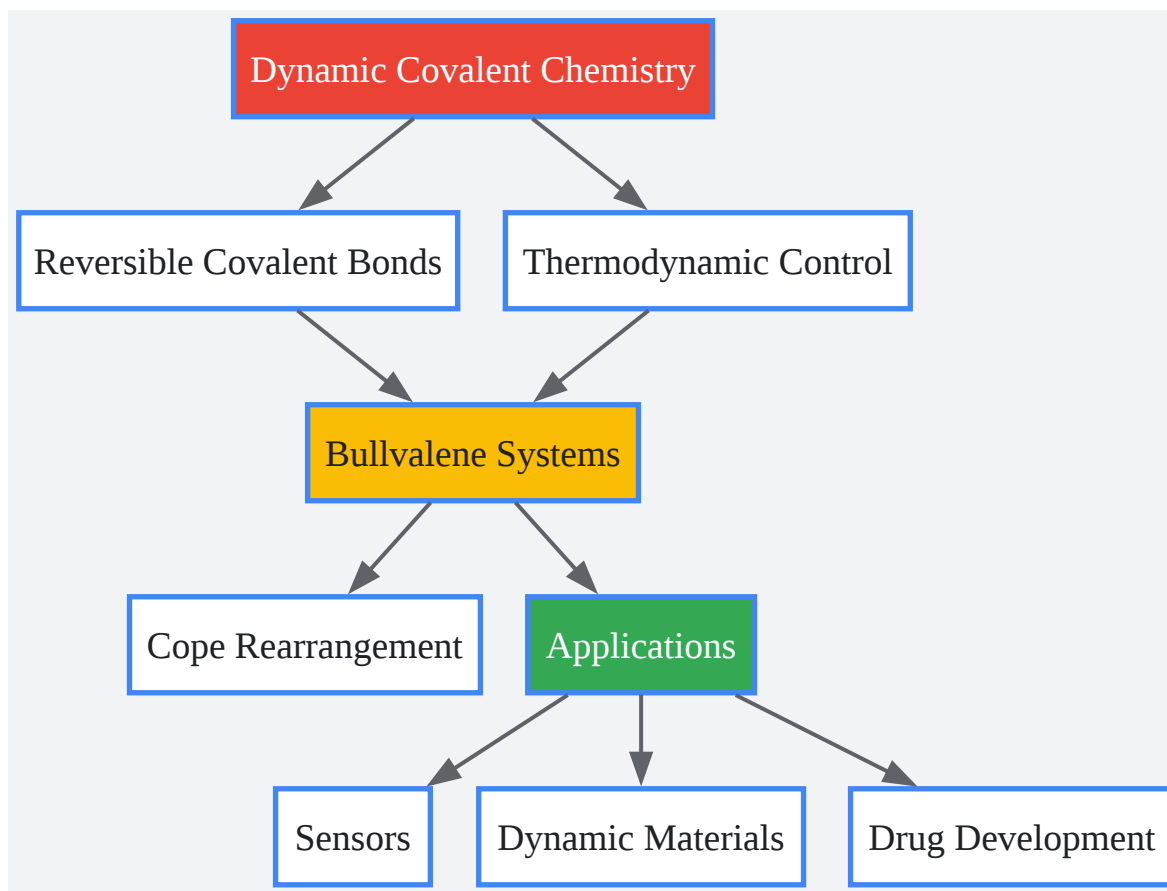 Dynamic Covalent Chemistry
Reversible Covalent Bonds
Thermodynamic Control
Bullvalene Systems
Cope Rearrangement
Applications
Sensors
Dynamic Materials
Drug Development